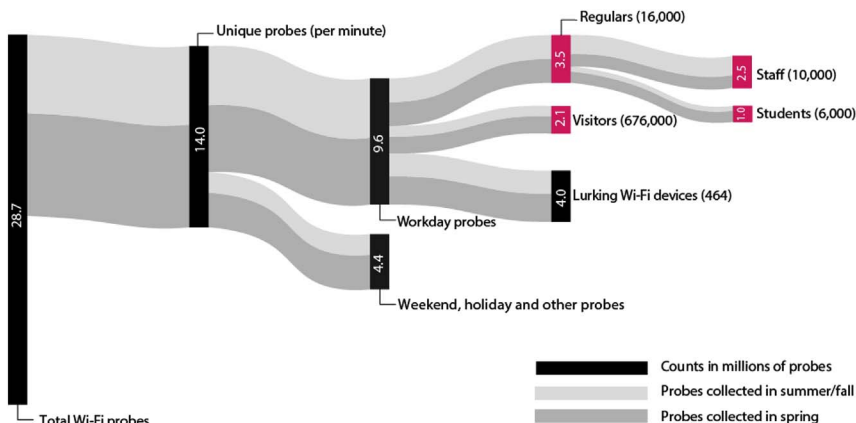 Regulars (16,000)
Unique probes (per minute)
3.5
2.5
Staff (10,000)
1.0
Students (6,000)
2.1
Visitors (676,000)
14.0
9.6
4.0
Lurking Wi-Fi devices (464)
28.7
Workday probes
4.4
Weekend, holiday and other probes
Counts in millions of probes
Probes collected in summer/fall
Probes collected in spring
Total Wi-Fi probes